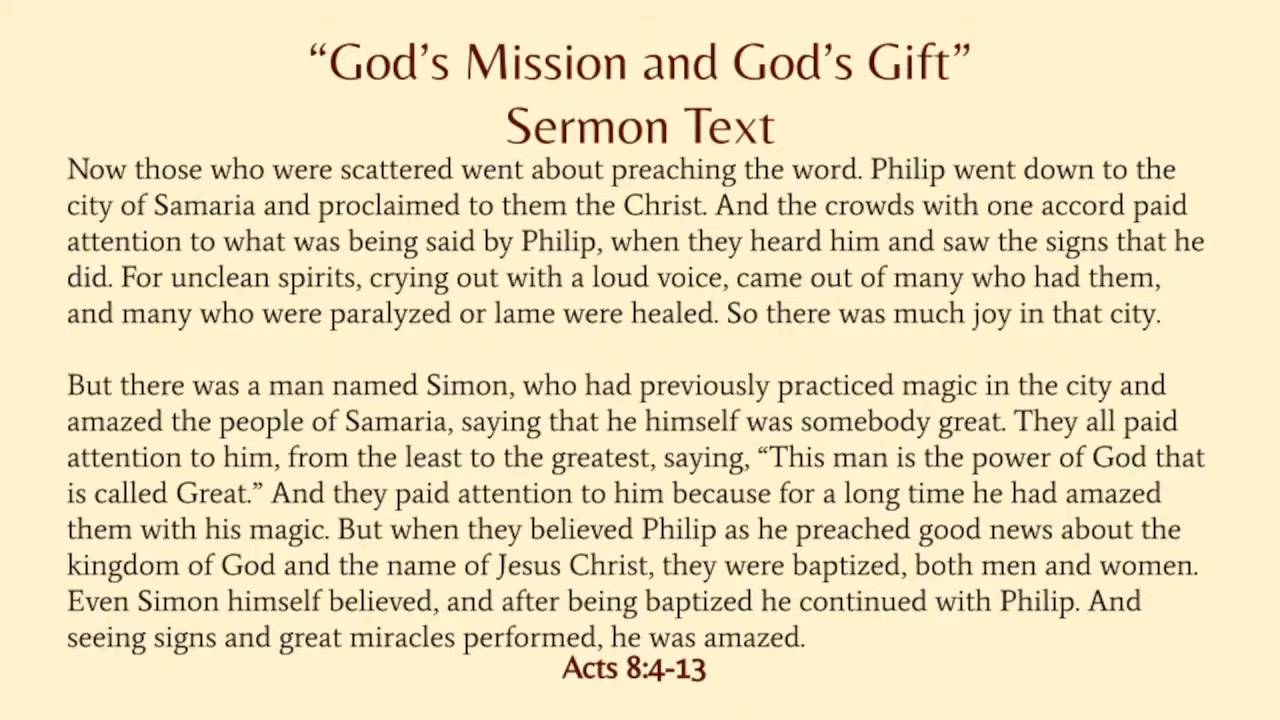 “God’s Mission and God’s Gift”
Sermon Text
Now those who were scattered went about preaching the word. Philip went down to the
city of Samaria and proclaimed to them the Christ. And the crowds with one accord paid
attention to what was being said by Philip, when they heard him and saw the signs that he
did. For unclean spirits, crying out with a loud voice, came out of many who had them,
and many who were paralyzed or lame were healed. So there was much joy in that city.
But there was a man named Simon, who had previously practiced magic in the city and
amazed the people of Samaria, saying that he himself was somebody great. They all paid
attention to him, from the least to the greatest, saying, “This man is the power of God that
is called Great.” And they paid attention to him because for a long time he had amazed
them with his magic. But when they believed Philip as he preached good news about the
kingdom of God and the name of Jesus Christ, they were baptized, both men and women.
Even Simon himself believed, and after being baptized he continued with Philip. And
seeing signs and great miracles performed, he was amazed.
Acts 8:4-13